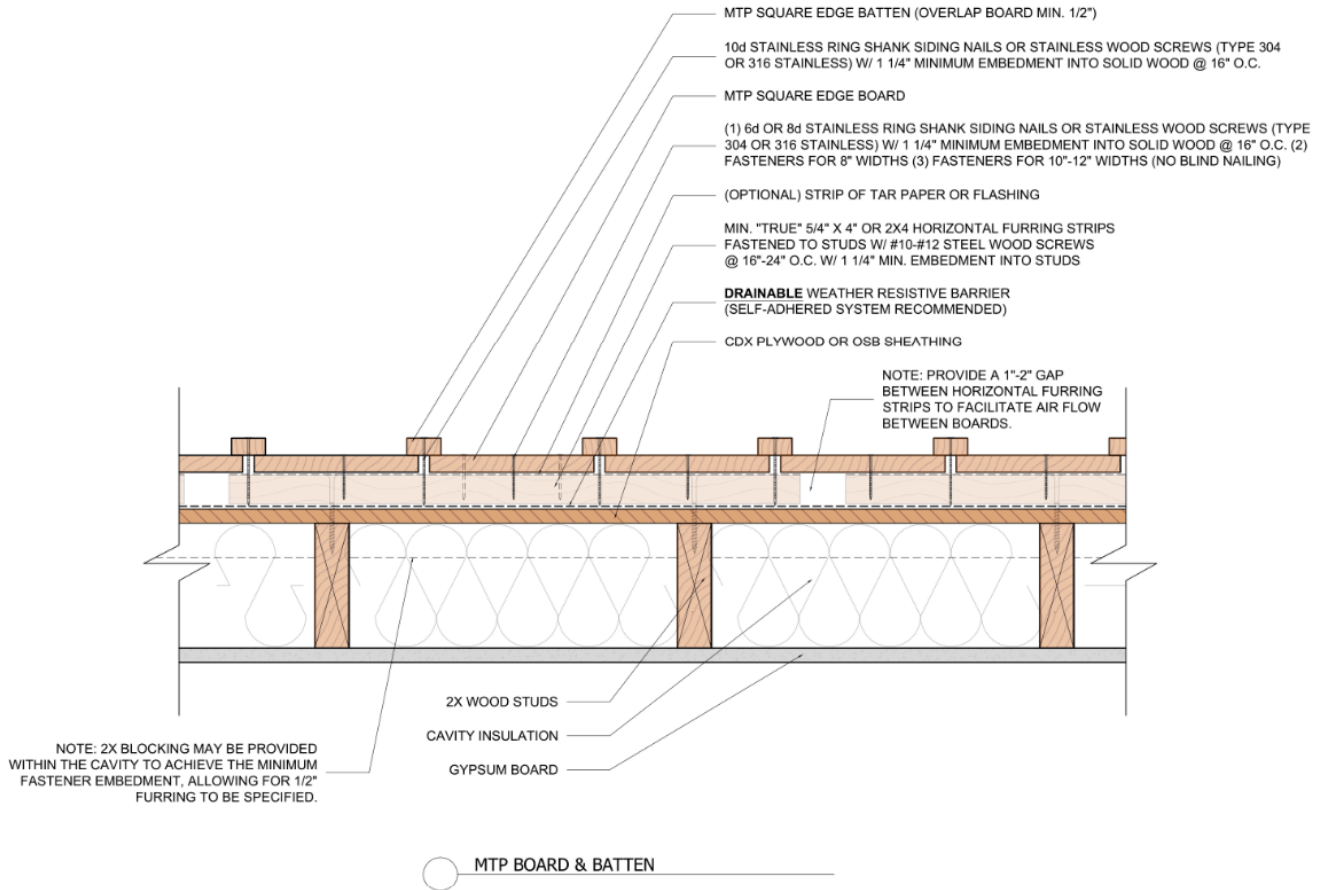 MTP SQUARE EDGE BATTEN (OVERLAP BOARD MIN. 1/2")
10d STAINLESS RING SHANK SIDING NAILS OR STAINLESS WOOD SCREWS (TYPE 304
OR 316 STAINLESS) W/ 1 1/4" MINIMUM EMBEDMENT INTO SOLID WOOD @ 16" O.C.
MTP SQUARE EDGE BOARD
(1) 6d OR 8d STAINLESS RING SHANK SIDING NAILS OR STAINLESS WOOD SCREWS (TYPE
304 OR 316 STAINLESS) W/ 1 1/4" MINIMUM EMBEDMENT INTO SOLID WOOD @ 16" O.C. (2)
FASTENERS FOR 8" WIDTHS (3) FASTENERS FOR 10"-12" WIDTHS (NO BLIND NAILING)
(OPTIONAL) STRIP OF TAR PAPER OR FLASHING
MIN. "TRUE" 5/4" X 4" OR 2X4 HORIZONTAL FURRING STRIPS
FASTENED TO STUDS W/ #10-#12 STEEL WOOD SCREWS
@ 16"-24" O.C. W/ 1 1/4" MIN. EMBEDMENT INTO STUDS
DRAINABLE WEATHER RESISTIVE BARRIER
(SELF-ADHERED SYSTEM RECOMMENDED)
CDX PLYWOOD OR OSB SHEATHING
NOTE: PROVIDE A 1"-2" GAP
BETWEEN HORIZONTAL FURRING
STRIPS TO FACILITATE AIR FLOW
BETWEEN BOARDS.
2X WOOD STUDS
CAVITY INSULATION
GYPSUM BOARD
NOTE: 2X BLOCKING MAY BE PROVIDED
WITHIN THE CAVITY TO ACHIEVE THE MINIMUM
FASTENER EMBEDMENT, ALLOWING FOR 1/2"
FURRING TO BE SPECIFIED.
MTP BOARD & BATTEN